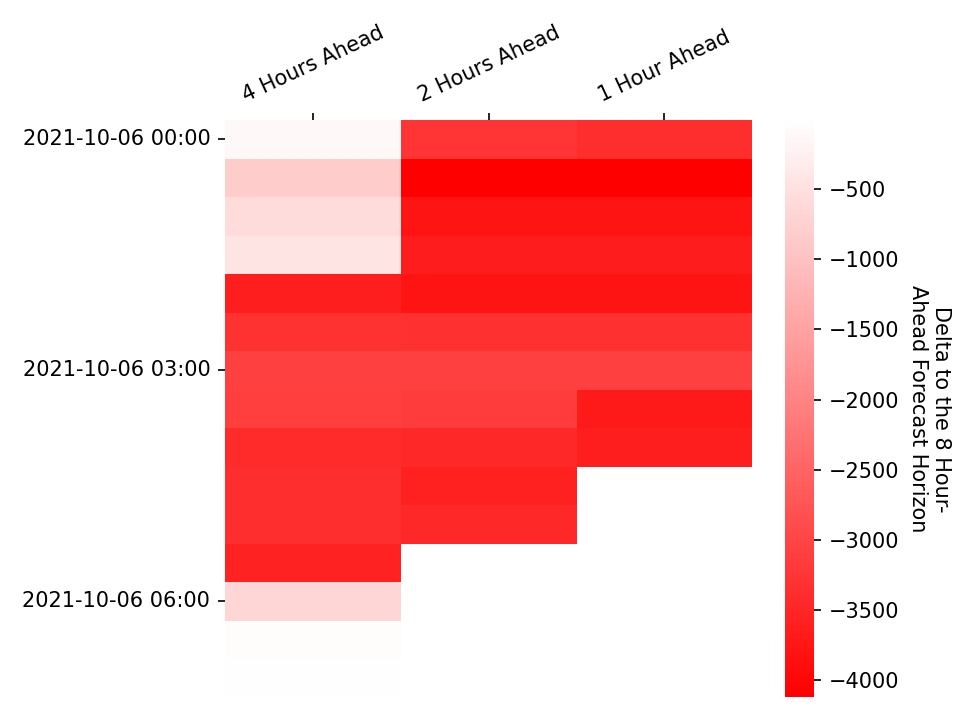 4 Hours Ahead
2 Hours Ahead
1 Hour Ahead
2021-10-06 00:00
2021-10-06 03:00
2021-10-06 06:00
−500
−1000
−1500
−2000
−2500
−3000
−3500
−4000
Delta to the 8 Hour-
Ahead Forecast Horizon